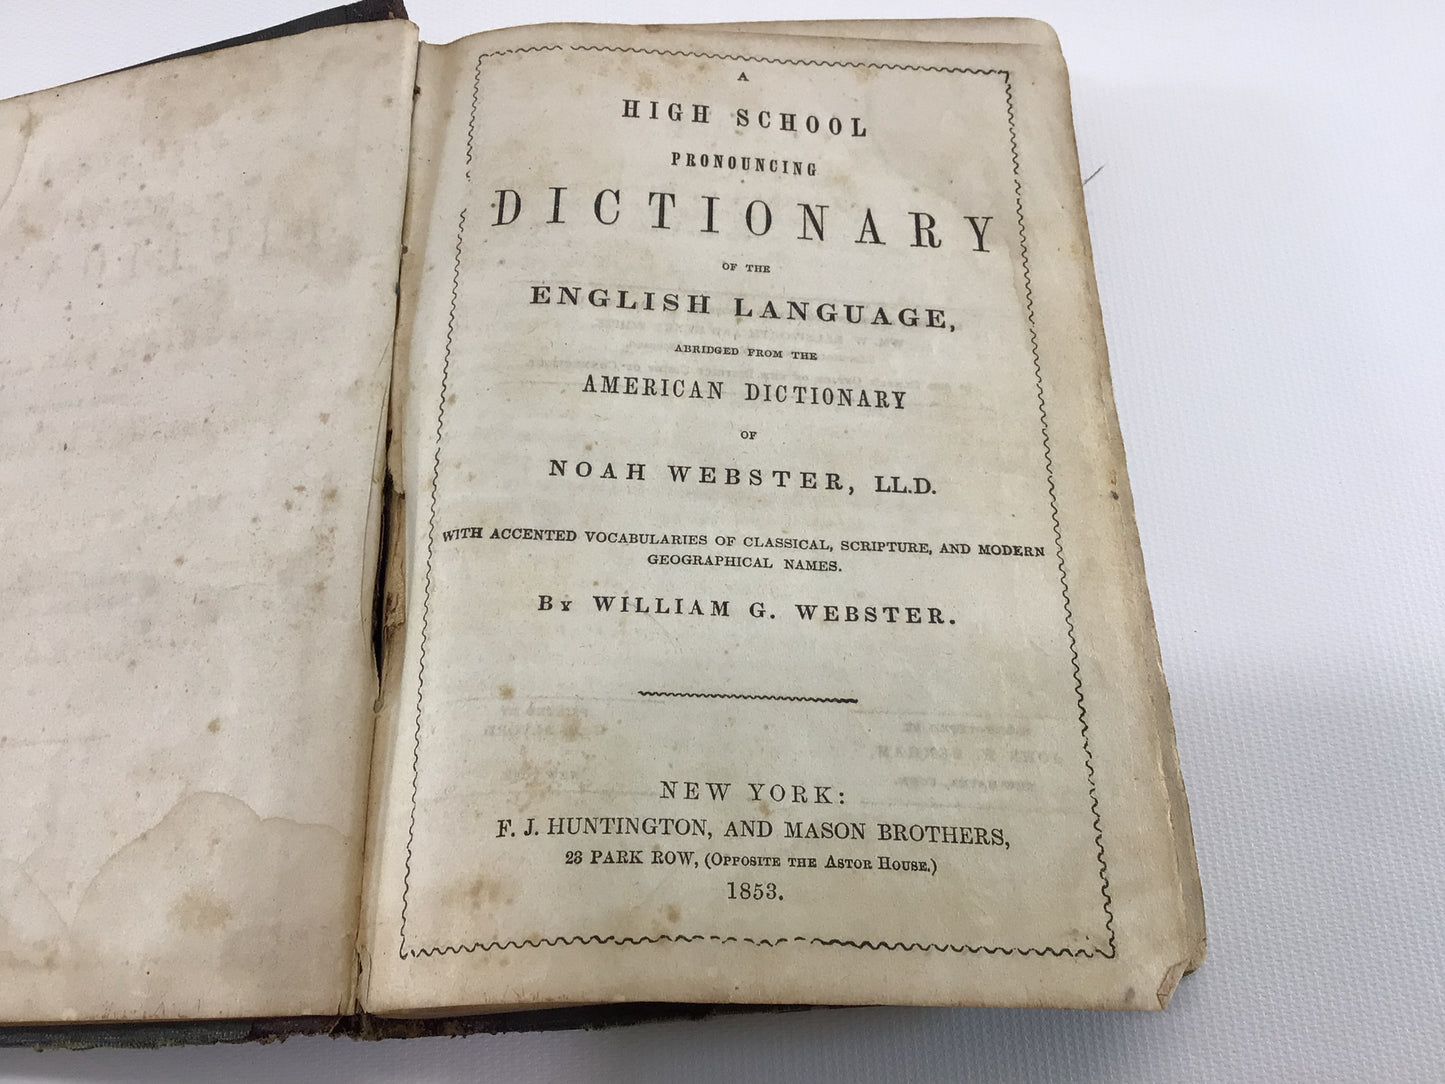 A
HIGH SCHOOL
PRONOUNCING
DICTIONARY
OF THE
ENGLISH LANGUAGE,
ABRIDGED FROM THE
AMERICAN DICTIONARY
OF
NOAH WEBSTER, LL.D.
WITH ACCENTED VOCABULARIES OF CLASSICAL, SCRIPTURE, AND MODERN
GEOGRAPHICAL NAMES.
BY WILLIAM G. WEBSTER.
NEW YORK:
F. J. HUNTINGTON, AND MASON BROTHERS,
23 PARK ROW, (OPPOSITE THE ASTOR HOUSE.)
1853.